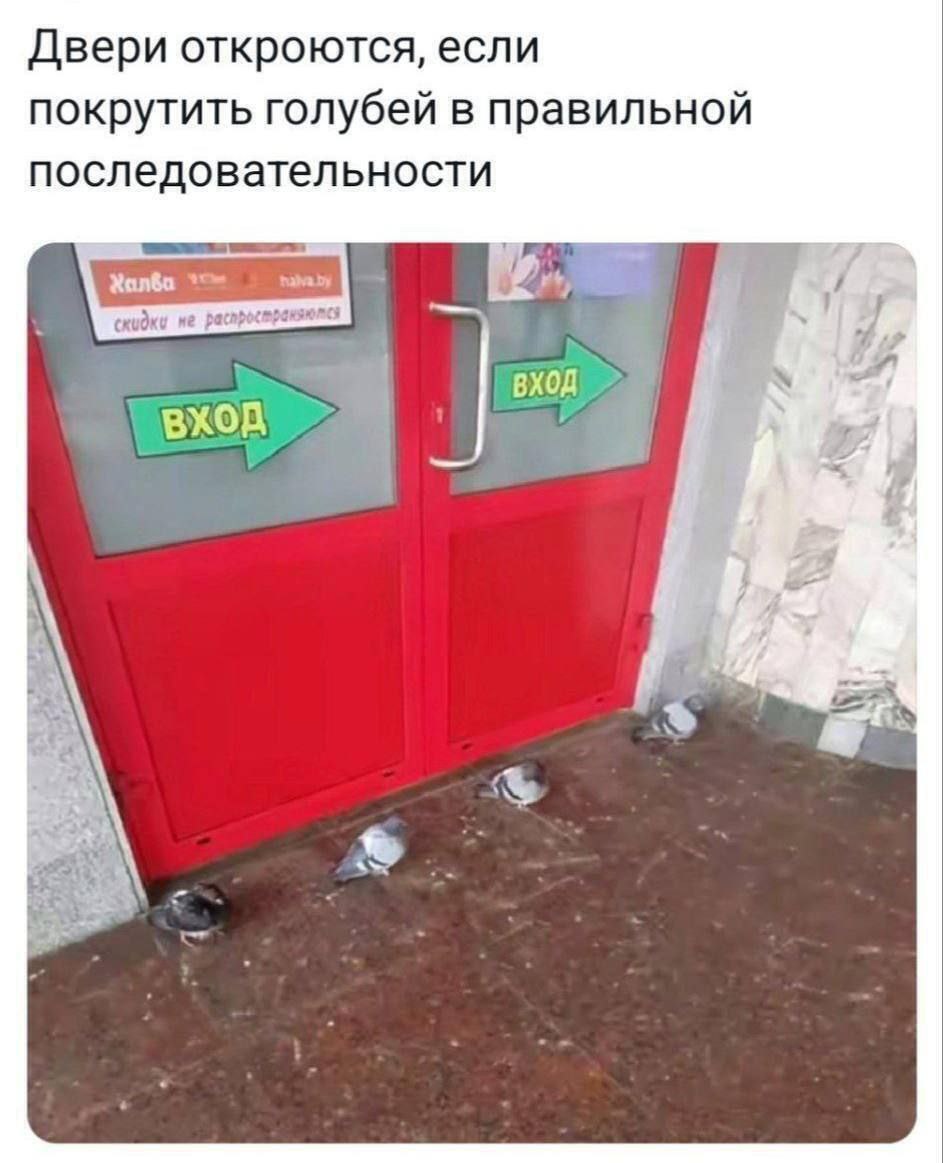 Двери откроются, если
покрутить голубей в правильной
последовательности
Халва halva.by
скидки не распространяются
ВХОД
ВХОД